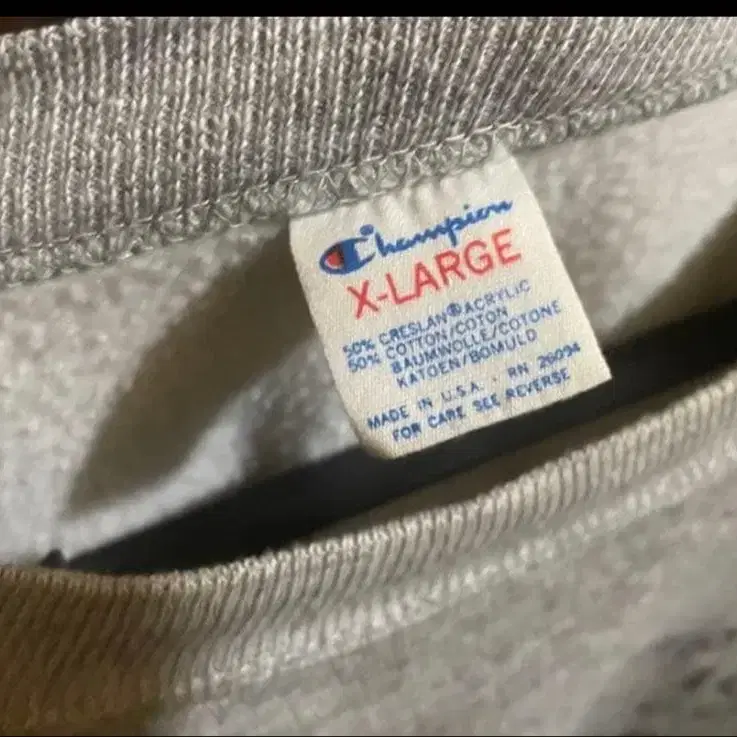 Champion
X-LARGE
50% CRESLAN® ACRYLIC
50% COTTON/COTON
BAUMWOLLE/COTONE
KATOEN/BOMULD
MADE IN U.S.A. · RN 26094
FOR CARE SEE REVERSE